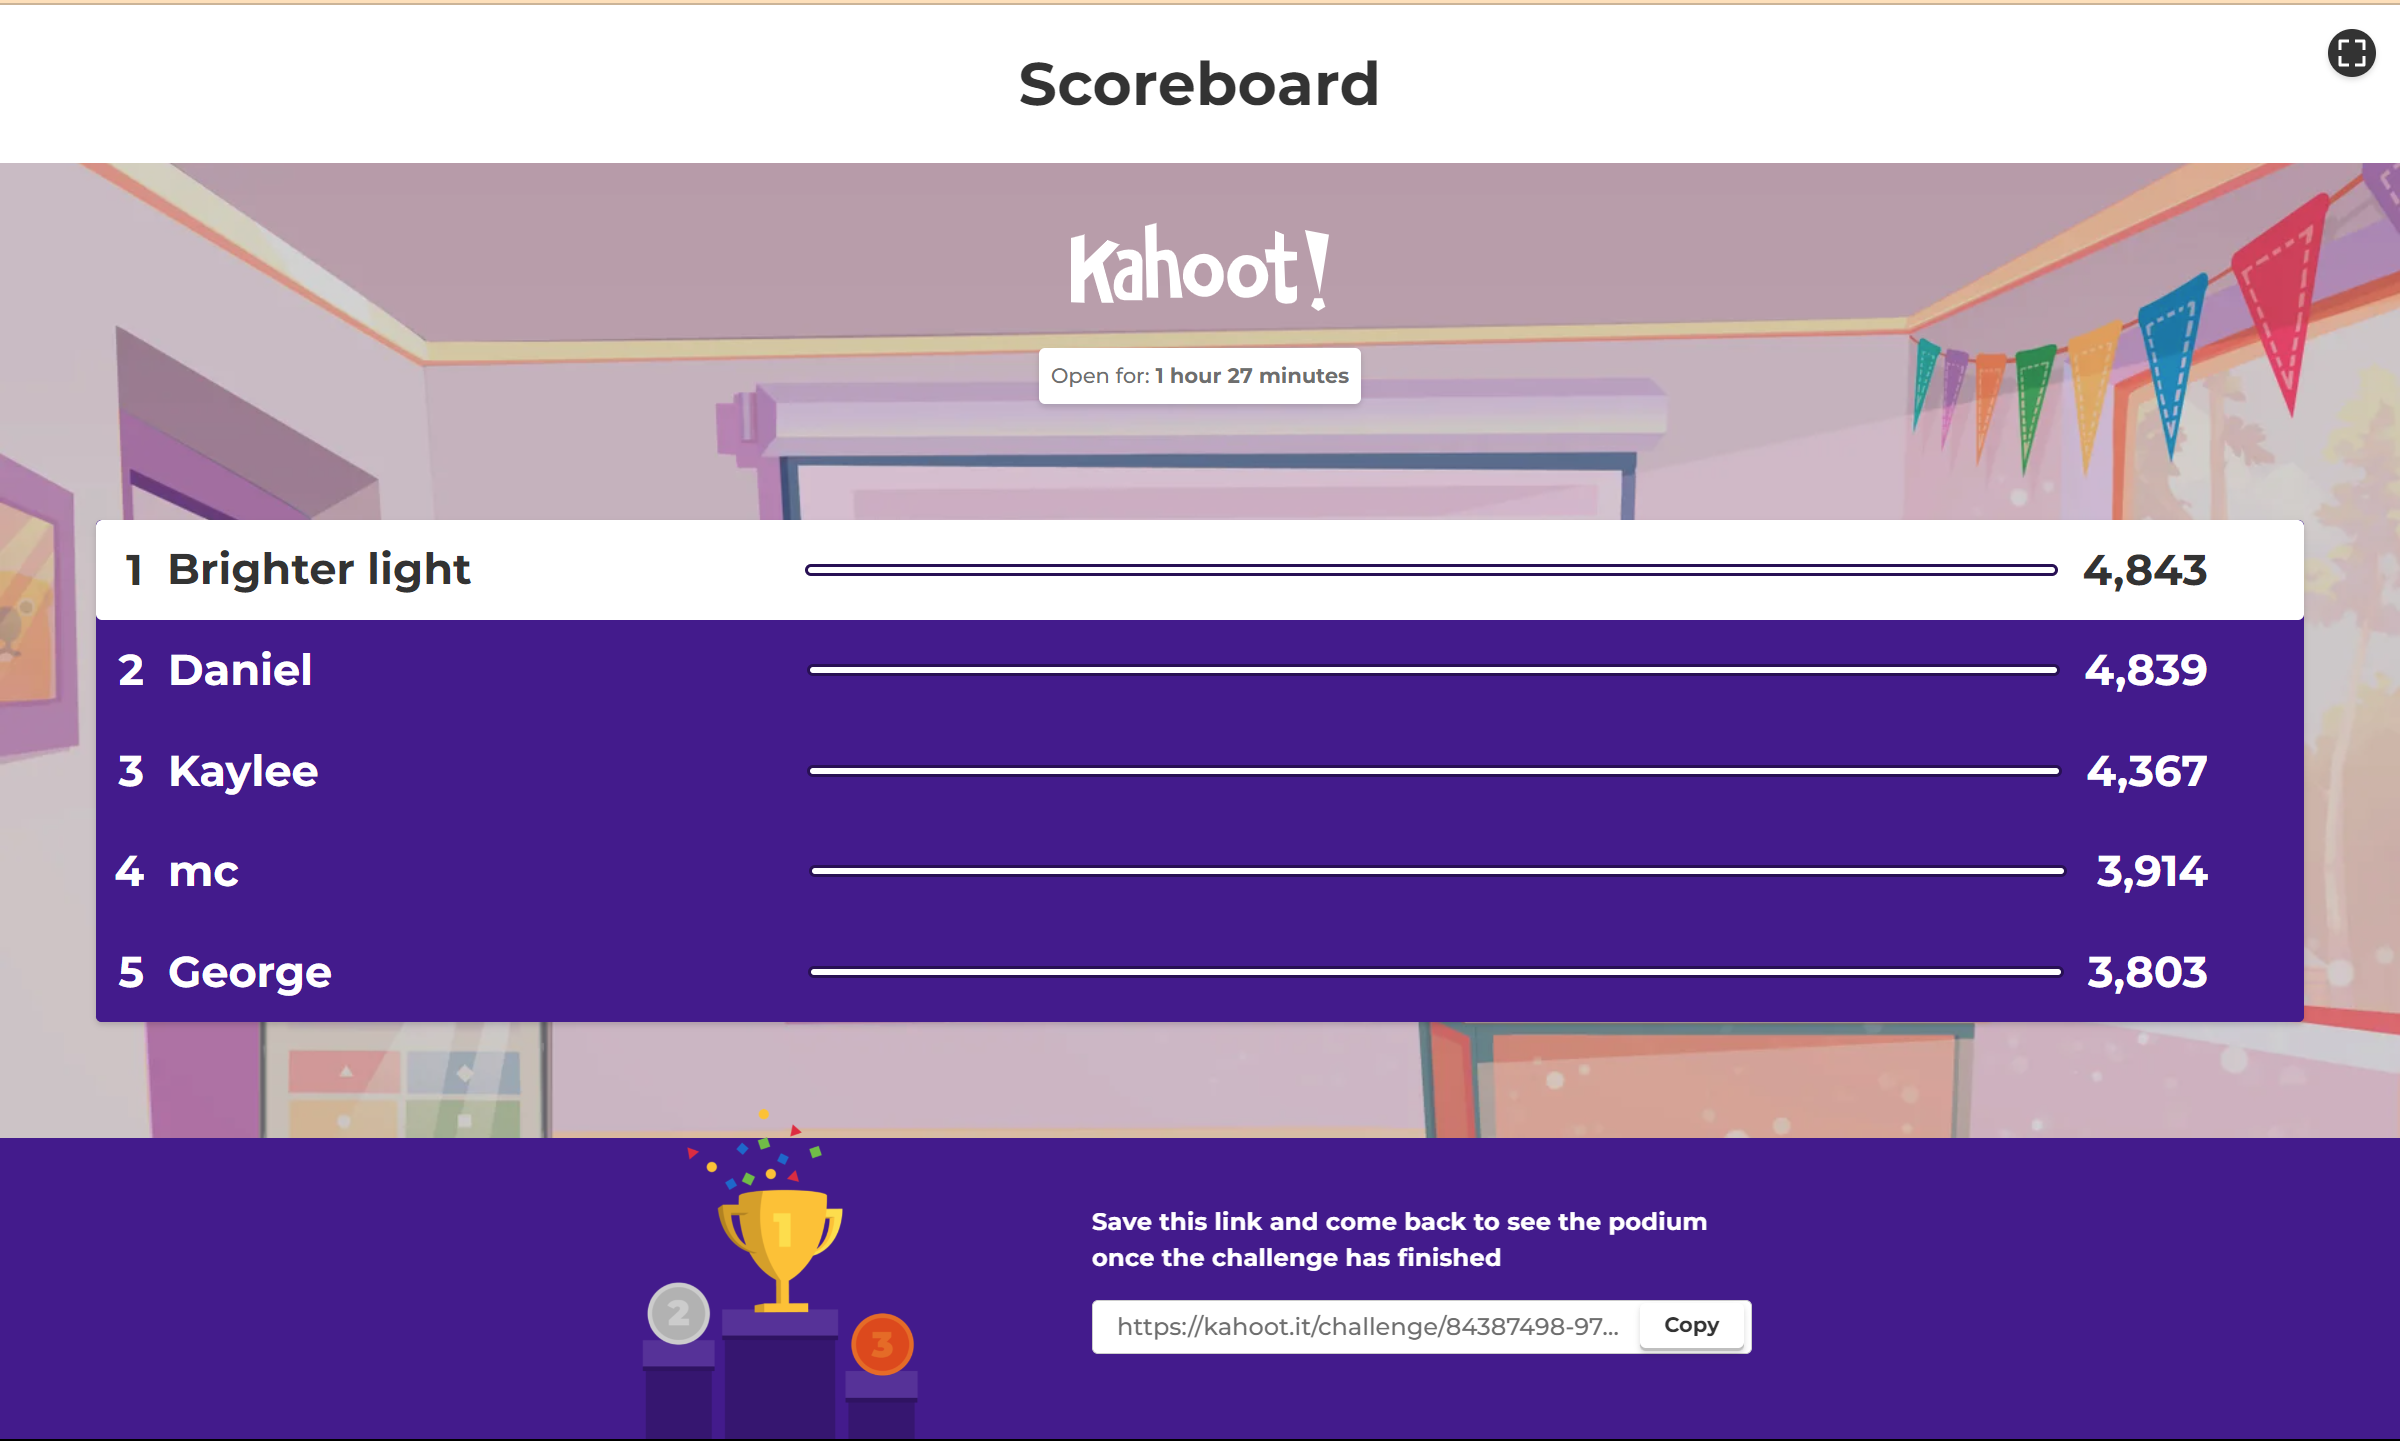 Scoreboard
Kahoot!
Open for: 1 hour 27 minutes
1 Brighter light 4,843
2 Daniel 4,839
3 Kaylee 4,367
4 mc 3,914
5 George 3,803
1
2
3
Save this link and come back to see the podium
once the challenge has finished
https://kahoot.it/challenge/84387498-97... Copy